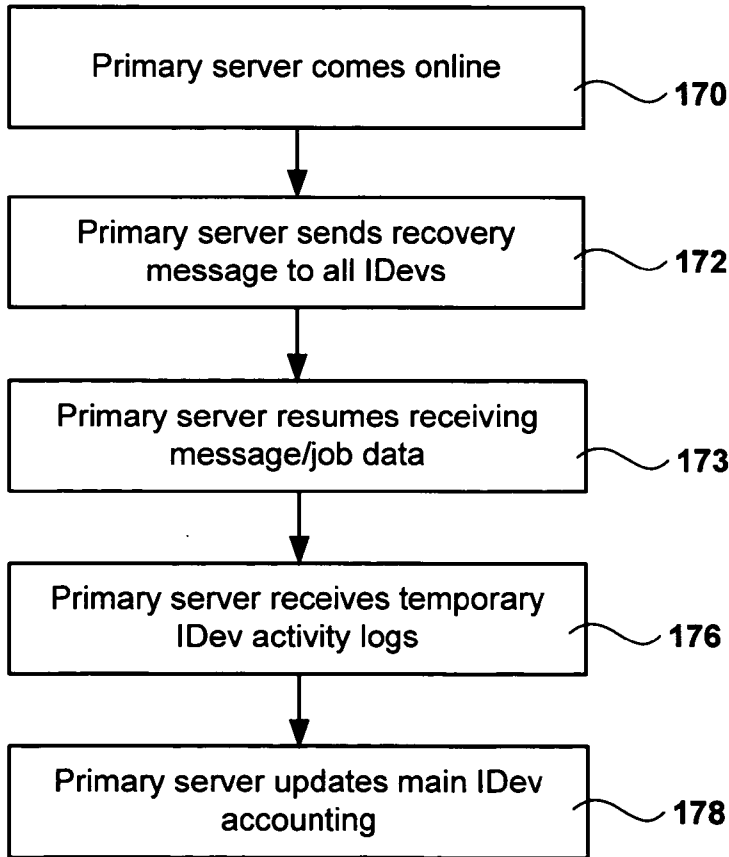 Primary server comes online
170
Primary server sends recovery
message to all IDevs
172
Primary server resumes receiving
message/job data
173
Primary server receives temporary
IDev activity logs
176
Primary server updates main IDev
accounting
178